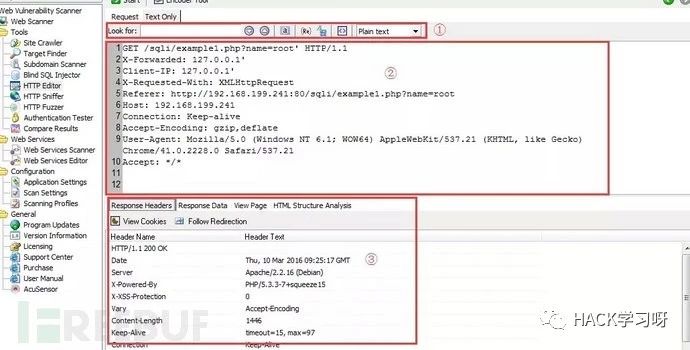 Web Vulnerability Scanner
Web Scanner
Tools
Site Crawler
Target Finder
Subdomain Scanner
Blind SQL Injector
HTTP Editor
HTTP Sniffer
HTTP Fuzzer
Authentication Tester
Compare Results
Web Services
Web Services Scanner
Web Services Editor
Configuration
Application Settings
Scan Settings
Scanning Profiles
General
Program Updates
Version Information
Licensing
Support Center
Purchase
User Manual
AcuSensor
Start
Encoder Tool
Request Text Only
Look for: Plain text ①
1 GET /sqli/example1.php?name=root' HTTP/1.1
2 X-Forwarded: 127.0.0.1' ②
3 Client-IP: 127.0.0.1'
4 X-Requested-With: XMLHttpRequest
5 Referer: http://192.168.199.241:80/sqli/example1.php?name=root
6 Host: 192.168.199.241
7 Connection: Keep-alive
8 Accept-Encoding: gzip,deflate
9 User-Agent: Mozilla/5.0 (Windows NT 6.1; WOW64) AppleWebKit/537.21 (KHTML, like Gecko)
Chrome/41.0.2228.0 Safari/537.21
10 Accept: */*
11
12
Response Headers Response Data View Page HTML Structure Analysis
View Cookies Follow Redirection
Header Name Header Text
HTTP/1.1 200 OK
Date Thu, 10 Mar 2016 09:25:17 GMT ③
Server Apache/2.2.16 (Debian)
X-Powered-By PHP/5.3.3-7+squeeze15
X-XSS-Protection 0
Vary Accept-Encoding
Content-Length 1446
Keep-Alive timeout=15, max=97
Connection Keep-Alive
FREEBUF
HACK学习呀